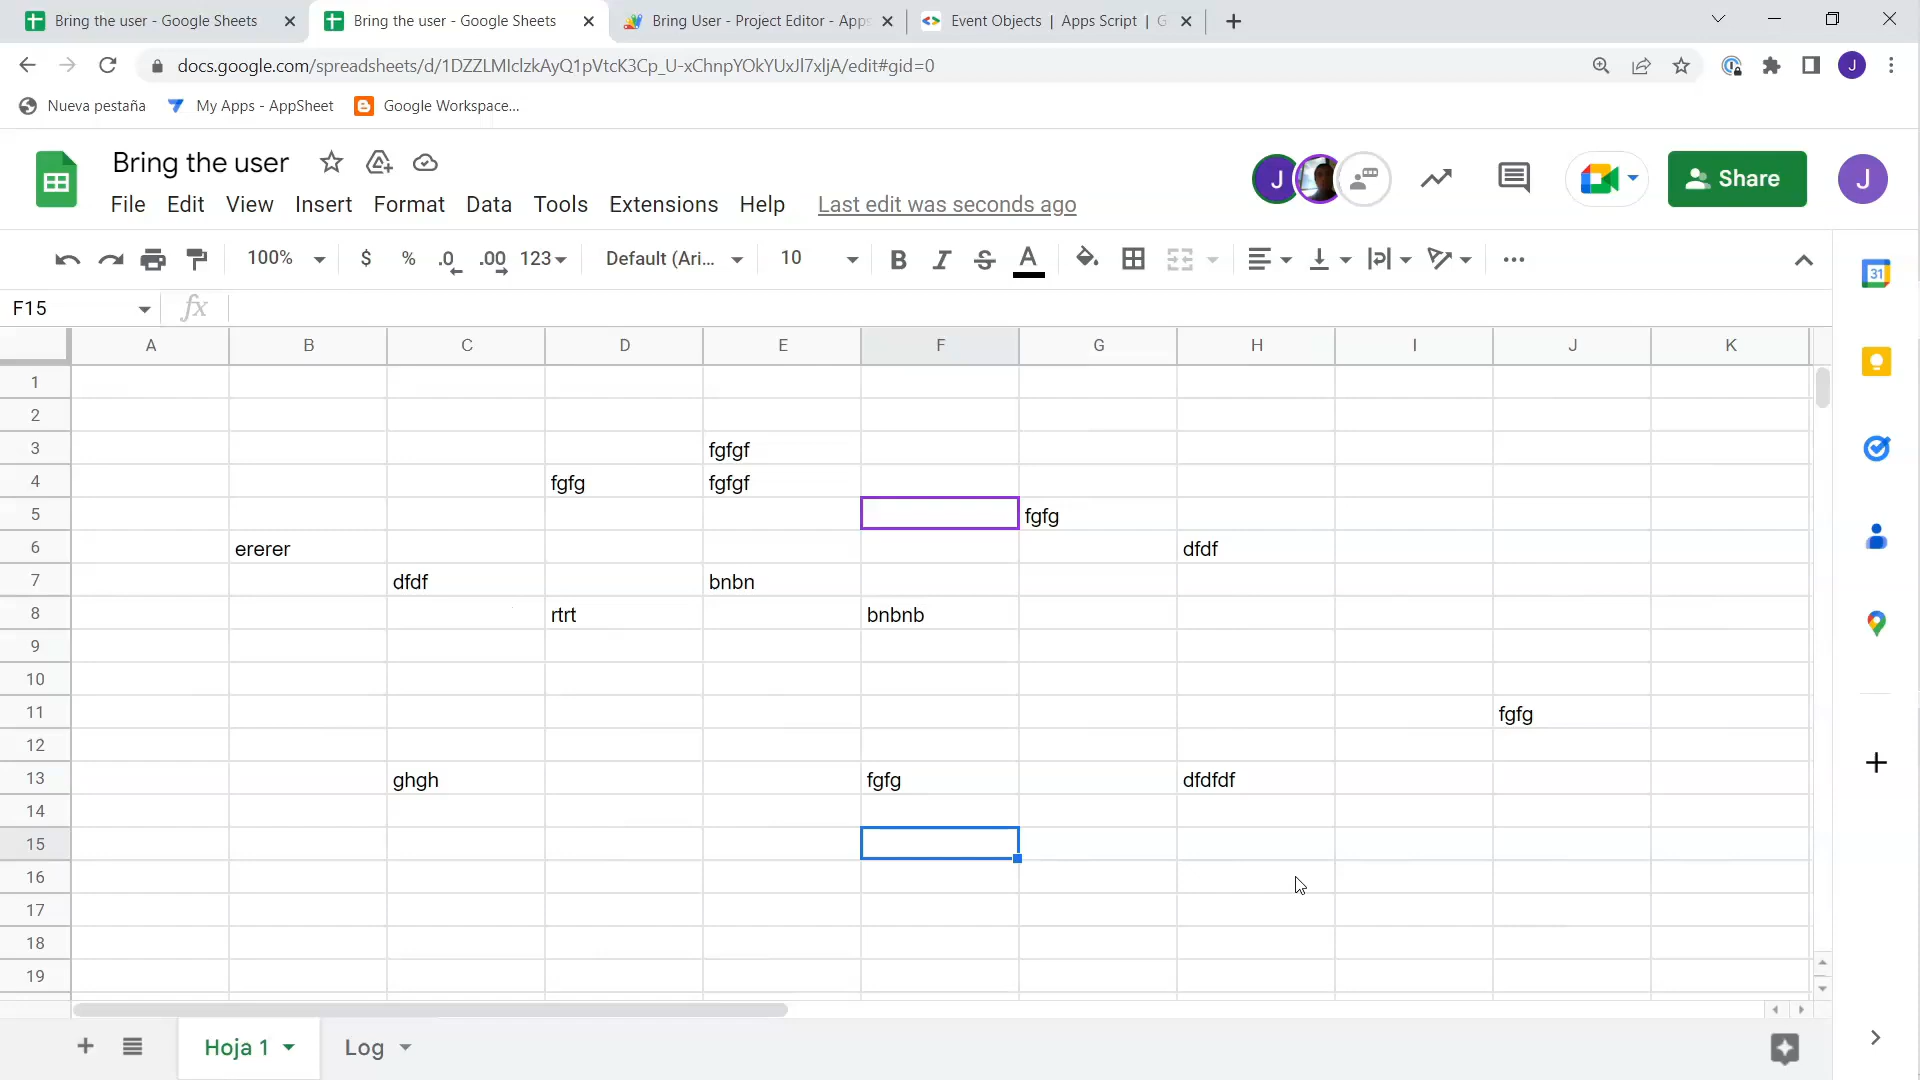 Bring the user - Google Sheets
Bring the user - Google Sheets
Bring User - Project Editor - Apps
Event Objects | Apps Script | G
docs.google.com/spreadsheets/d/1DZZLMIclzkAyQ1pVtcK3Cp_U-xChnpYOkYUxJl7xljA/edit#gid=0
J
Nueva pestaña
My Apps - AppSheet
Google Workspace...
Bring the user
J
Share
J
File Edit View Insert Format Data Tools Extensions Help Last edit was seconds ago
100% $ % .0 .00 123 Default (Ari... 10 B I S A
31
F15 fx
A B C D E F G H I J K
1
2
3 fgfgf
4 fgfg fgfgf
5 fgfg
6 ererer dfdf
7 dfdf bnbn
8 rtrt bnbnb
9
10
11 fgfg
12
13 ghgh fgfg dfdfdf
14
15
16
17
18
19
Hoja 1 Log